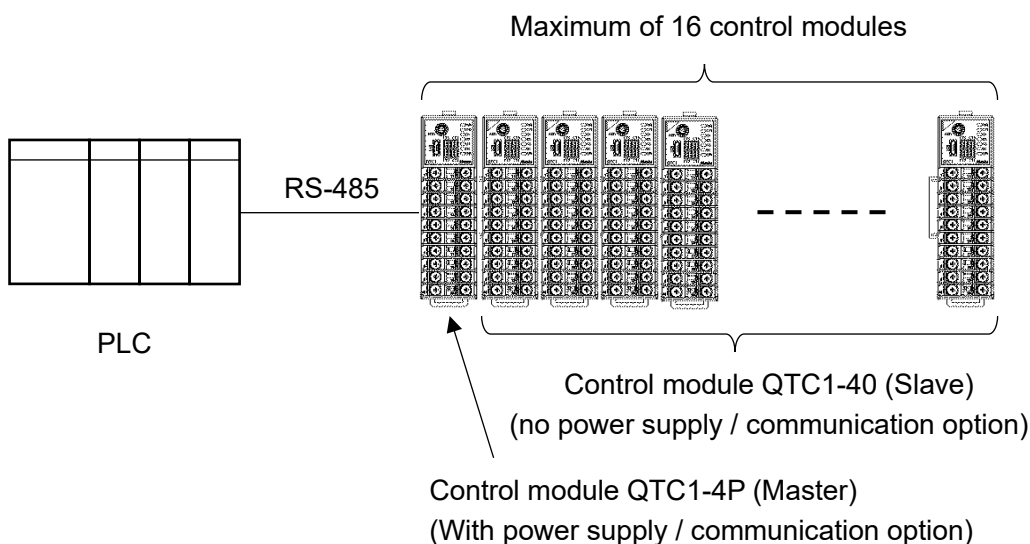 Maximum of 16 control modules
RS-485
PLC
Control module QTC1-40 (Slave)
(no power supply / communication option)
Control module QTC1-4P (Master)
(With power supply / communication option)